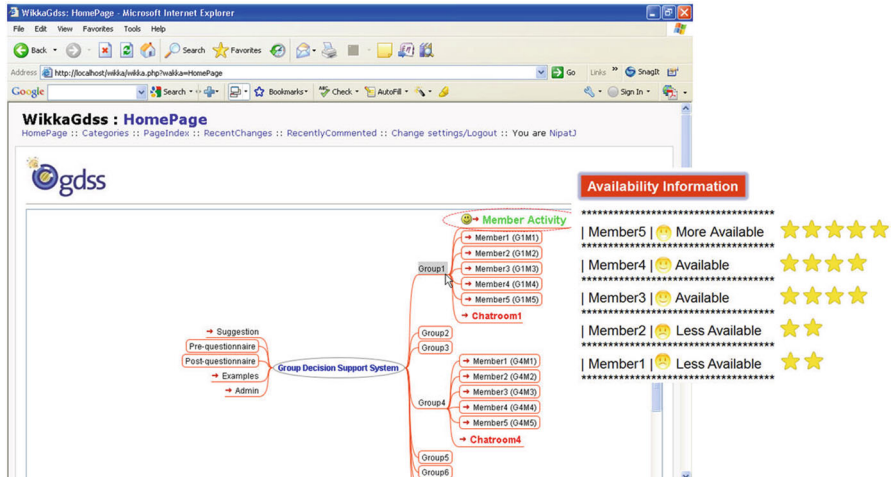 WikkaGdss: HomePage - Microsoft Internet Explorer
File Edit View Favorites Tools Help
Back Search Favorites
Address http://localhost/wikka/wikka.php?wakka=HomePage Go Links » SnagIt
Google Search Bookmarks Check AutoFill Sign In
WikkaGdss : HomePage
HomePage :: Categories :: PageIndex :: RecentChanges :: RecentlyCommented :: Change settings/Logout :: You are NipatJ
egdss
Member Activity
Group1
Member1 (G1M1)
Member2 (G1M2)
Member3 (G1M3)
Member4 (G1M4)
Member5 (G1M5)
Chatroom1
Suggestion
Pre-questionnaire
Post-questionnaire
Examples
Admin
Group Decision Support System
Group2
Group3
Group4
Member1 (G4M1)
Member2 (G4M2)
Member3 (G4M3)
Member4 (G4M4)
Member5 (G4M5)
Chatroom4
Group5
Group6
Availability Information
| Member5 | More Available
| Member4 | Available
| Member3 | Available
| Member2 | Less Available
| Member1 | Less Available